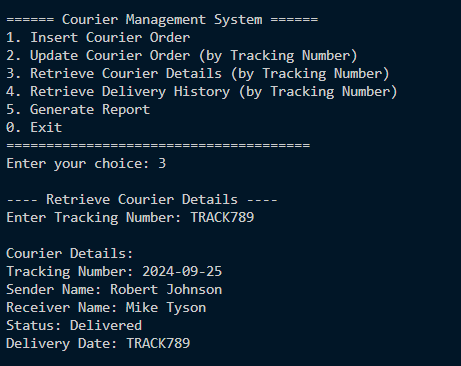 ====== Courier Management System ======
1. Insert Courier Order
2. Update Courier Order (by Tracking Number)
3. Retrieve Courier Details (by Tracking Number)
4. Retrieve Delivery History (by Tracking Number)
5. Generate Report
0. Exit
======================================
Enter your choice: 3
---- Retrieve Courier Details ----
Enter Tracking Number: TRACK789
Courier Details:
Tracking Number: 2024-09-25
Sender Name: Robert Johnson
Receiver Name: Mike Tyson
Status: Delivered
Delivery Date: TRACK789